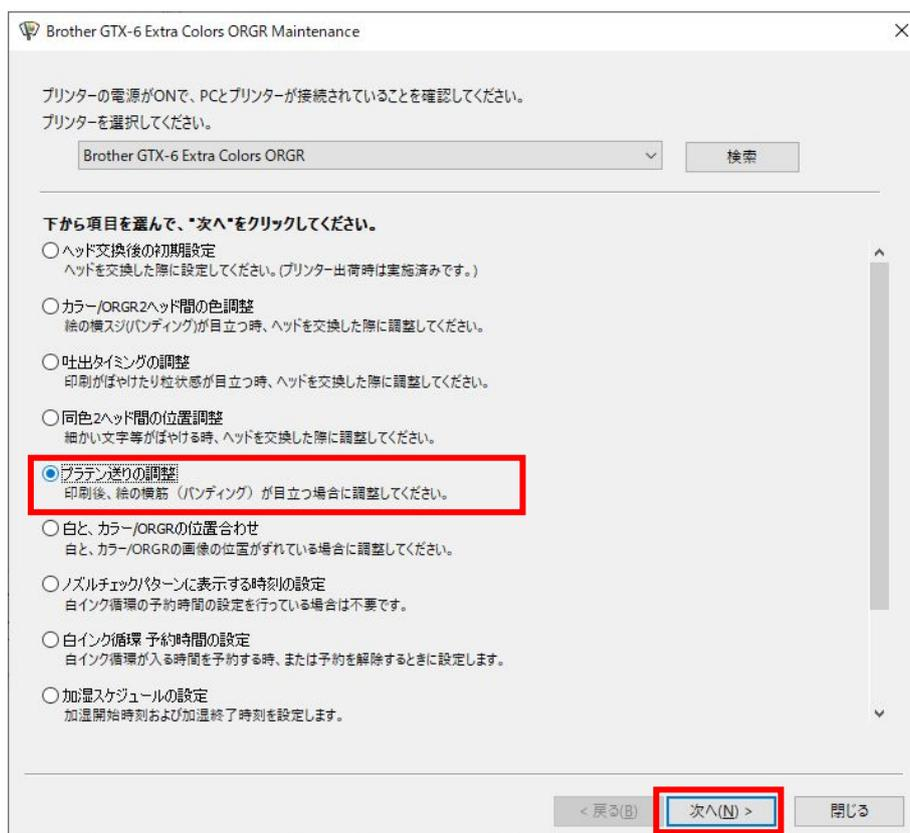 Brother GTX-6 Extra Colors ORGR Maintenance
プリンターの電源がONで、PCとプリンターが接続されていることを確認してください。
プリンターを選択してください。
Brother GTX-6 Extra Colors ORGR
検索
下から項目を選んで、"次へ"をクリックしてください。
ヘッド交換後の初期設定
ヘッドを交換した際に設定してください。(プリンター出荷時は実施済みです。)
カラー/ORGR2ヘッド間の色調整
絵の横スジ(バンディング)が目立つ時、ヘッドを交換した際に調整してください。
吐出タイミングの調整
印刷がぼやけたり粒状感が目立つ時、ヘッドを交換した際に調整してください。
同色2ヘッド間の位置調整
細かい文字等がぼやける時、ヘッドを交換した際に調整してください。
プラテン送りの調整
印刷後、絵の横筋（バンディング）が目立つ場合に調整してください。
白と、カラー/ORGRの位置合わせ
白と、カラー/ORGRの画像の位置がずれている場合に調整してください。
ノズルチェックパターンに表示する時刻の設定
白インク循環の予約時間の設定を行っている場合は不要です。
白インク循環 予約時間の設定
白インク循環が入る時間を予約する時、または予約を解除するときに設定します。
加湿スケジュールの設定
加湿開始時刻および加湿終了時刻を設定します。
< 戻る(B)
次へ(N) >
閉じる